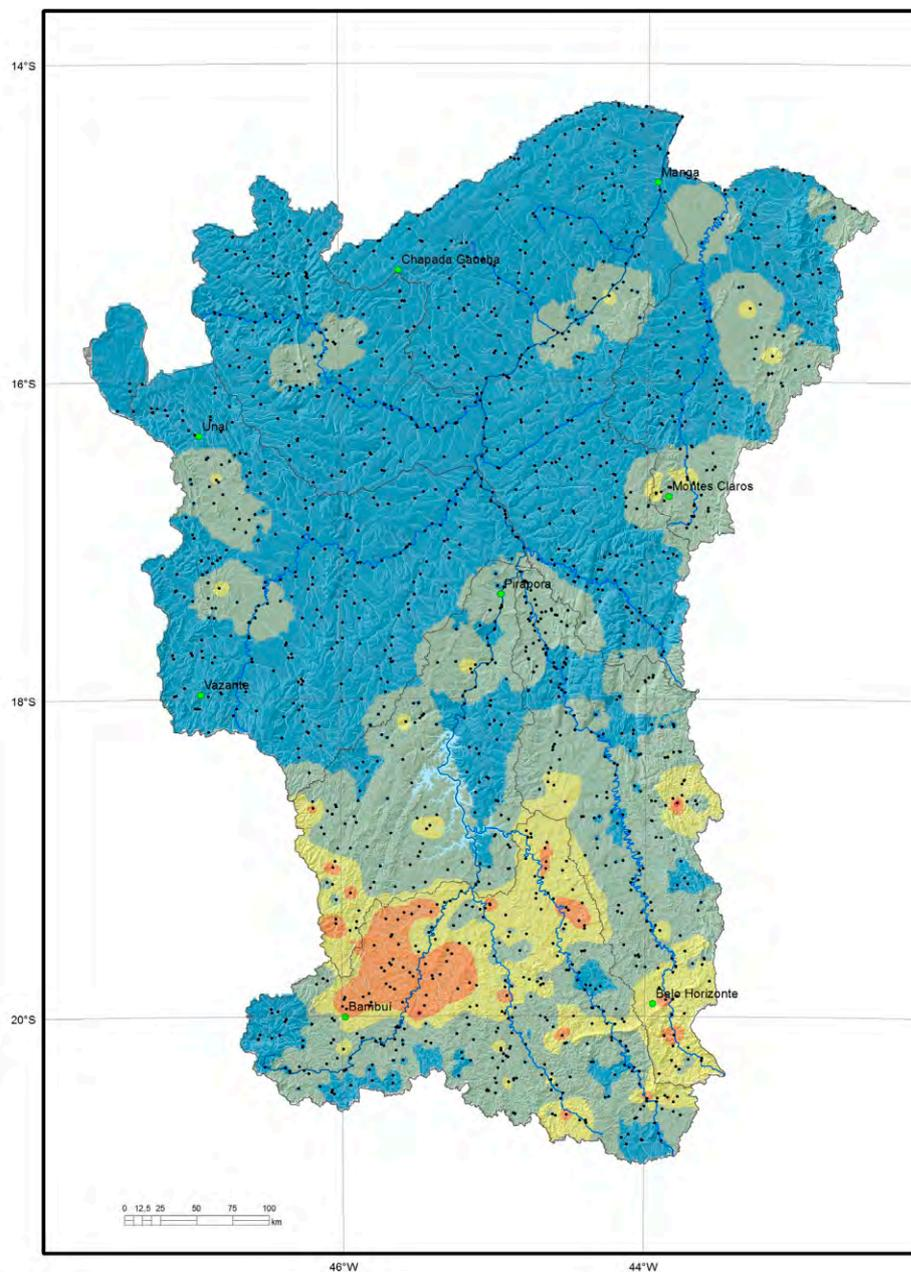 14°S
Manga
Chapada Gaúcha
16°S
Unaí
Montes Claros
Pirapora
Vazante
18°S
Belo Horizonte
Bambuí
20°S
0 12,5 25 50 75 100
km
46°W 44°W